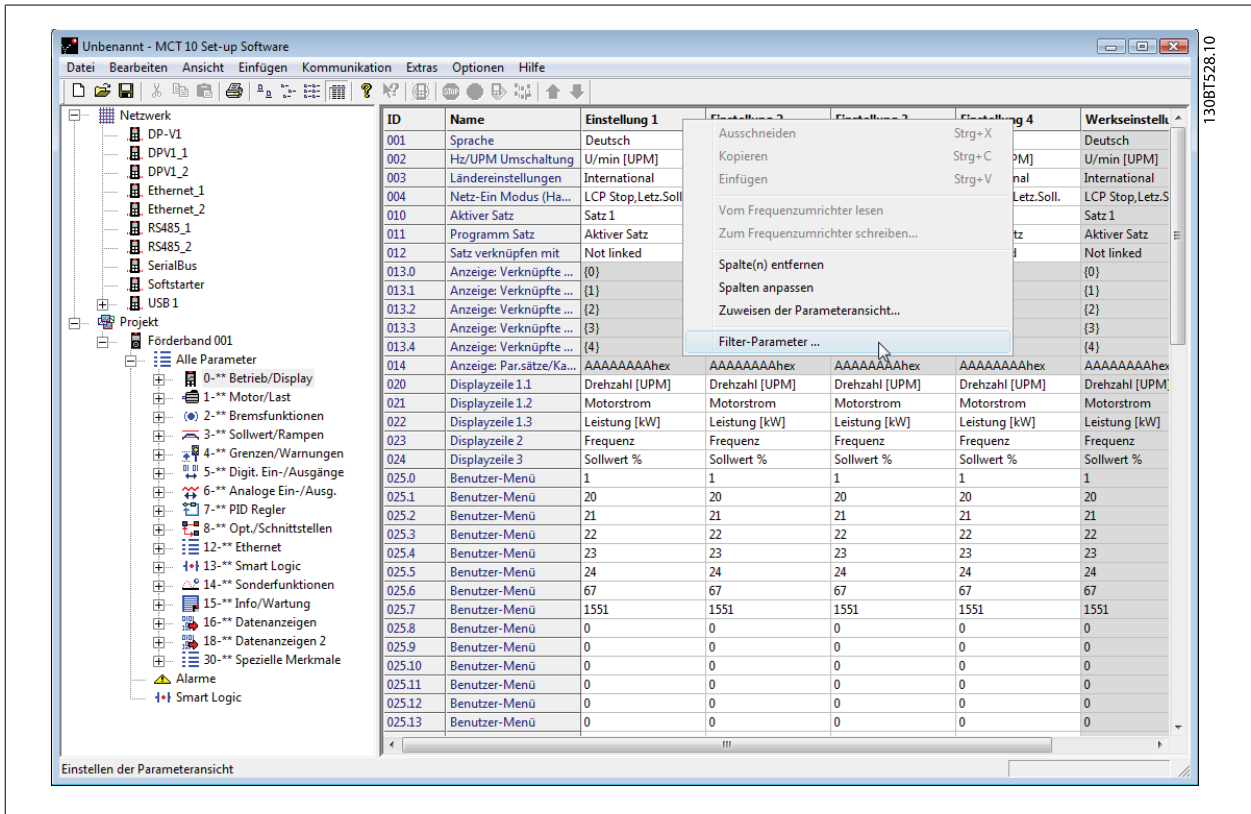 Unbenannt - MCT 10 Set-up Software
Datei Bearbeiten Ansicht Einfügen Kommunikation Extras Optionen Hilfe
130BT528.10
Netzwerk
DP-V1
DPV1_1
DPV1_2
Ethernet_1
Ethernet_2
RS485_1
RS485_2
SerialBus
Softstarter
USB 1
Projekt
Förderband 001
Alle Parameter
0-** Betrieb/Display
1-** Motor/Last
2-** Bremsfunktionen
3-** Sollwert/Rampen
4-** Grenzen/Warnungen
5-** Digit. Ein-/Ausgänge
6-** Analoge Ein-/Ausg.
7-** PID Regler
8-** Opt./Schnittstellen
12-** Ethernet
13-** Smart Logic
14-** Sonderfunktionen
15-** Info/Wartung
16-** Datenanzeigen
18-** Datenanzeigen 2
30-** Spezielle Merkmale
Alarme
Smart Logic
ID Name Einstellung 1 Einstellung 2 Einstellung 3 Einstellung 4 Werkseinstellu
001 Sprache Deutsch Deutsch
002 Hz/UPM Umschaltung U/min [UPM] PM] U/min [UPM]
003 Ländereinstellungen International nal International
004 Netz-Ein Modus (Ha... LCP Stop,Letz.Soll Letz.Soll. LCP Stop,Letz.S
010 Aktiver Satz Satz 1 Satz 1
011 Programm Satz Aktiver Satz tz Aktiver Satz
012 Satz verknüpfen mit Not linked Not linked
013.0 Anzeige: Verknüpfte ... {0} {0}
013.1 Anzeige: Verknüpfte ... {1} {1}
013.2 Anzeige: Verknüpfte ... {2} {2}
013.3 Anzeige: Verknüpfte ... {3} {3}
013.4 Anzeige: Verknüpfte ... {4} {4}
014 Anzeige: Par.sätze/Ka... AAAAAAAAhex AAAAAAAAhex AAAAAAAAhex AAAAAAAAhex AAAAAAAAhex
020 Displayzeile 1.1 Drehzahl [UPM] Drehzahl [UPM] Drehzahl [UPM] Drehzahl [UPM] Drehzahl [UPM]
021 Displayzeile 1.2 Motorstrom Motorstrom Motorstrom Motorstrom Motorstrom
022 Displayzeile 1.3 Leistung [kW] Leistung [kW] Leistung [kW] Leistung [kW] Leistung [kW]
023 Displayzeile 2 Frequenz Frequenz Frequenz Frequenz Frequenz
024 Displayzeile 3 Sollwert % Sollwert % Sollwert % Sollwert % Sollwert %
025.0 Benutzer-Menü 1 1 1 1 1
025.1 Benutzer-Menü 20 20 20 20 20
025.2 Benutzer-Menü 21 21 21 21 21
025.3 Benutzer-Menü 22 22 22 22 22
025.4 Benutzer-Menü 23 23 23 23 23
025.5 Benutzer-Menü 24 24 24 24 24
025.6 Benutzer-Menü 67 67 67 67 67
025.7 Benutzer-Menü 1551 1551 1551 1551 1551
025.8 Benutzer-Menü 0 0 0 0 0
025.9 Benutzer-Menü 0 0 0 0 0
025.10 Benutzer-Menü 0 0 0 0 0
025.11 Benutzer-Menü 0 0 0 0 0
025.12 Benutzer-Menü 0 0 0 0 0
025.13 Benutzer-Menü 0 0 0 0 0
Ausschneiden Strg+X
Kopieren Strg+C
Einfügen Strg+V
Vom Frequenzumrichter lesen
Zum Frequenzumrichter schreiben...
Spalte(n) entfernen
Spalten anpassen
Zuweisen der Parameteransicht...
Filter-Parameter ...
Einstellen der Parameteransicht